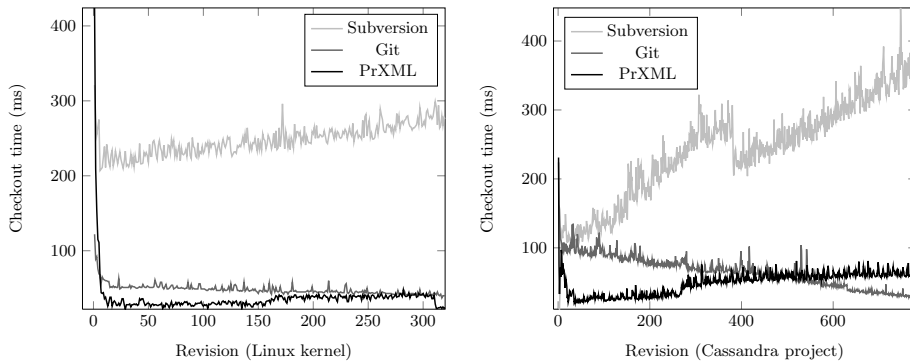 400
300
200
100
0
50
100
150
200
250
300
Checkout time (ms)
Revision (Linux kernel)
Subversion
Git
PrXML
400
300
200
100
0
200
400
600
Checkout time (ms)
Revision (Cassandra project)
Subversion
Git
PrXML